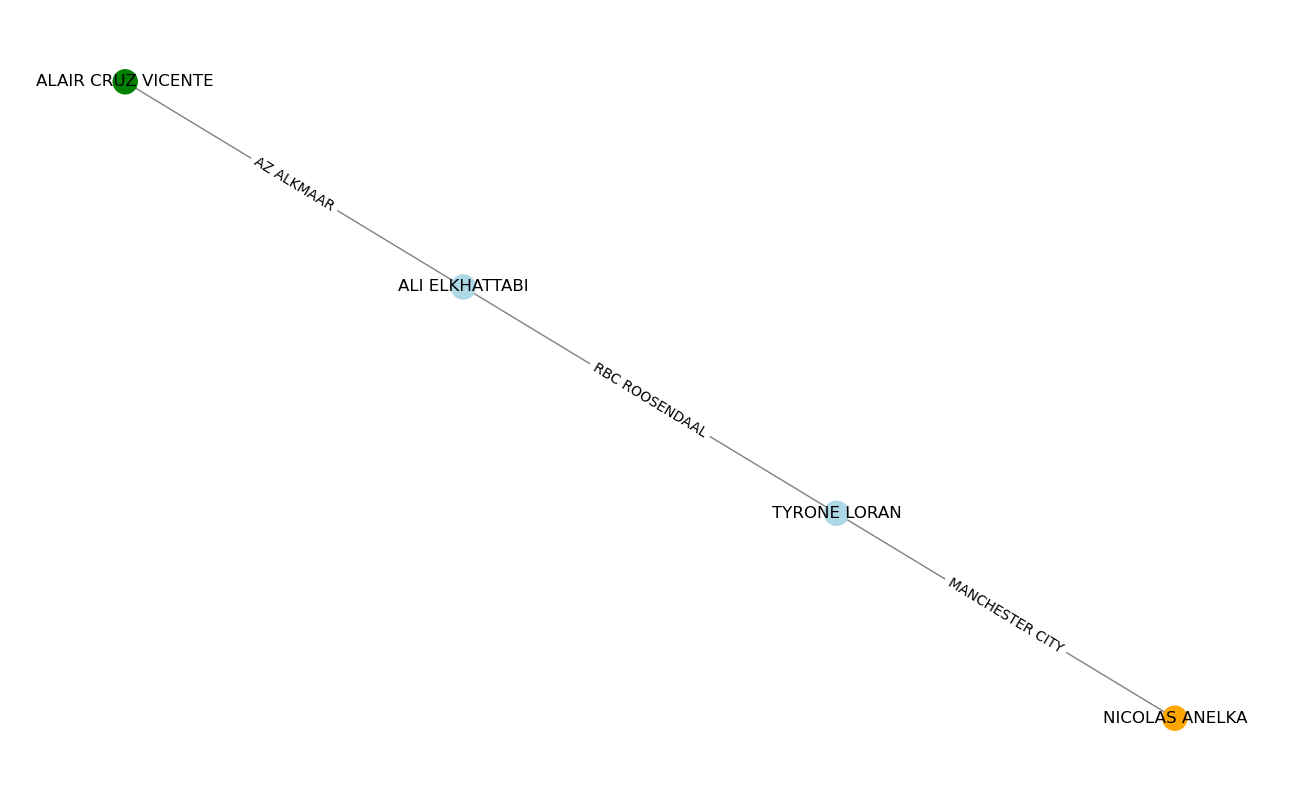 ALAIR CRUZ VICENTE
AZ ALKMAAR
ALI ELKHATTABI
RBC ROOSENDAAL
TYRONE LORAN
MANCHESTER CITY
NICOLAS ANELKA